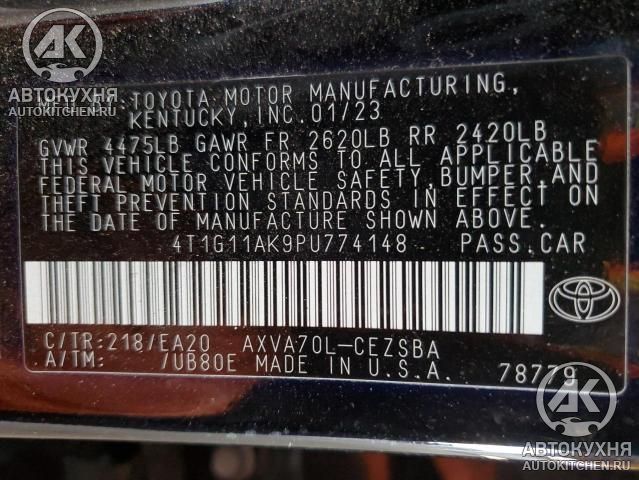 АК
АВТОКУХНЯ
AUTOKITCHEN.RU
TOYOTA MOTOR MANUFACTURING,
KENTUCKY, INC. 01/23
GVWR 4475LB GAWR FR 2620LB RR 2420LB
THIS VEHICLE CONFORMS TO ALL APPLICABLE
FEDERAL MOTOR VEHICLE SAFETY, BUMPER, AND
THEFT PREVENTION STANDARDS IN EFFECT ON
THE DATE OF MANUFACTURE SHOWN ABOVE.
4T1G11AK9PU774148 PASS.CAR
C/TR:218/EA20 AXVA70L-CEZSBA
A/TM: /UB80E MADE IN U.S.A. 78779
АК
АВТОКУХНЯ
AUTOKITCHEN.RU